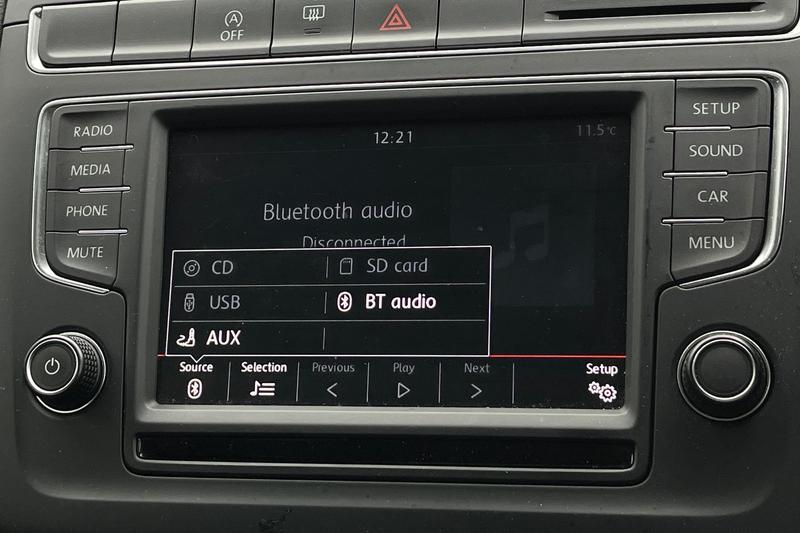 OFF
RADIO
MEDIA
PHONE
MUTE
12:21
11.5°C
Bluetooth audio
Disconnected
CD
SD card
USB
BT audio
AUX
Source
Selection
Previous
Play
Next
Setup
SETUP
SOUND
CAR
MENU